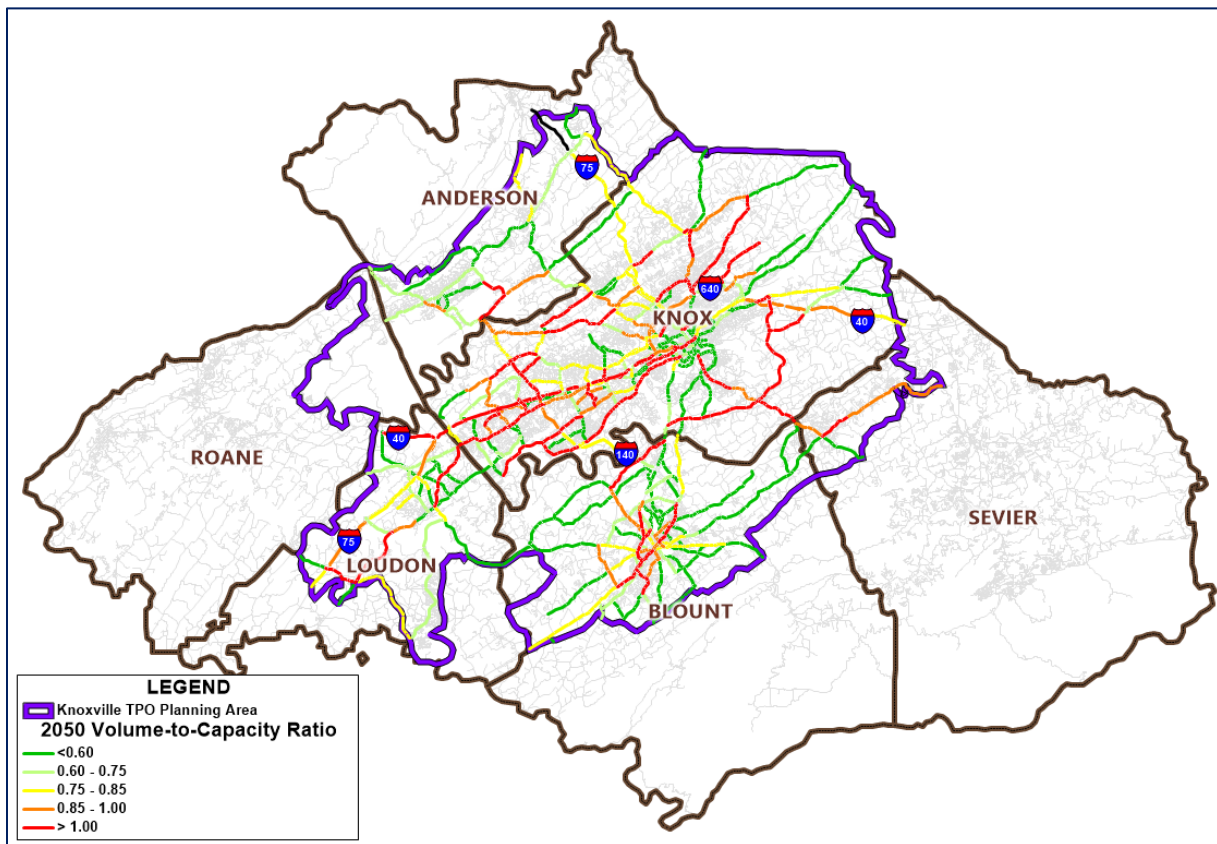 75
ANDERSON
640
KNOX
40
40
ROANE
140
SEVIER
75
LOUDON
BLOUNT
LEGEND
Knoxville TPO Planning Area
2050 Volume-to-Capacity Ratio
<0.60
0.60 - 0.75
0.75 - 0.85
0.85 - 1.00
> 1.00